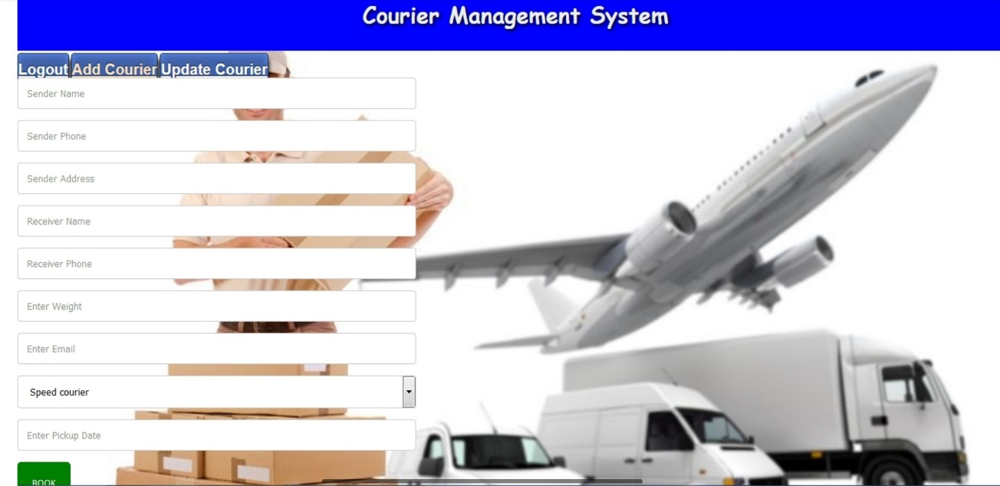 Courier Management System
Logout Add Courier Update Courier
Sender Name
Sender Phone
Sender Address
Receiver Name
Receiver Phone
Enter Weight
Enter Email
Speed courier
Enter Pickup Date
BOOK